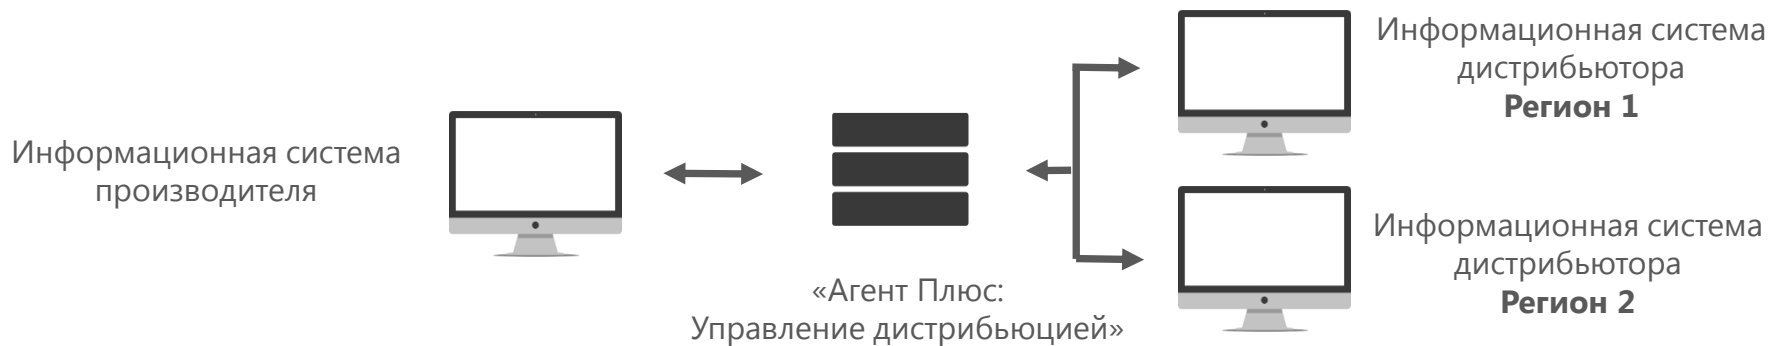 Информационная система
производителя
«Агент Плюс:
Управление дистрибьюцией»
Информационная система
дистрибьютора
Регион 1
Информационная система
дистрибьютора
Регион 2